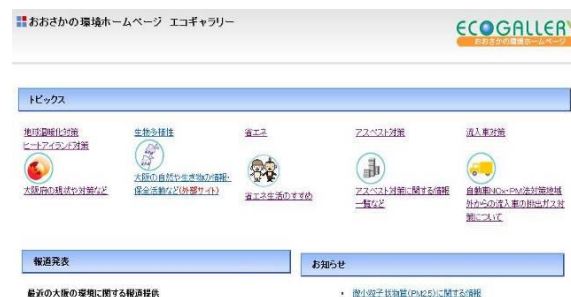 おおさかの環境ホームページ エコギャラリー
ECOGALLERY
おおさかの環境ホームページ
トピックス
地球温暖化対策
ヒートアイランド対策
大阪府の現状や対策など
生物多様性
大阪の自然や生き物の情報・
保全活動など(外部サイト)
省エネ
省エネ生活のすすめ
アスベスト対策
アスベスト対策に関する情報
一覧など
流入車対策
自動車NOx・PM法対策地域
外からの流入車の排出ガス対
策について
報道発表
お知らせ
最近の大阪の環境に関する報道提供
微小粒子状物質(PM2.5)に関する情報